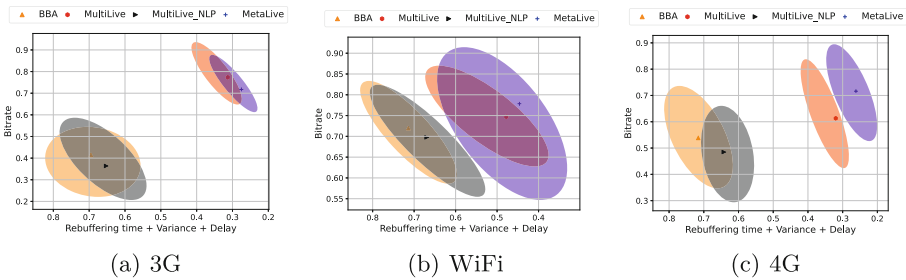 BBA MultiLive MultiLive_NLP MetaLive
Bitrate
0.9
0.8
0.7
0.6
0.5
0.4
0.3
0.2
0.8 0.7 0.6 0.5 0.4 0.3 0.2
Rebuffering time + Variance + Delay
(a) 3G
BBA MultiLive MultiLive_NLP MetaLive
Bitrate
0.90
0.85
0.80
0.75
0.70
0.65
0.60
0.55
0.8 0.7 0.6 0.5 0.4
Rebuffering time + Variance + Delay
(b) WiFi
BBA MultiLive MultiLive_NLP MetaLive
Bitrate
0.9
0.8
0.7
0.6
0.5
0.4
0.3
0.8 0.7 0.6 0.5 0.4 0.3 0.2
Rebuffering time + Variance + Delay
(c) 4G